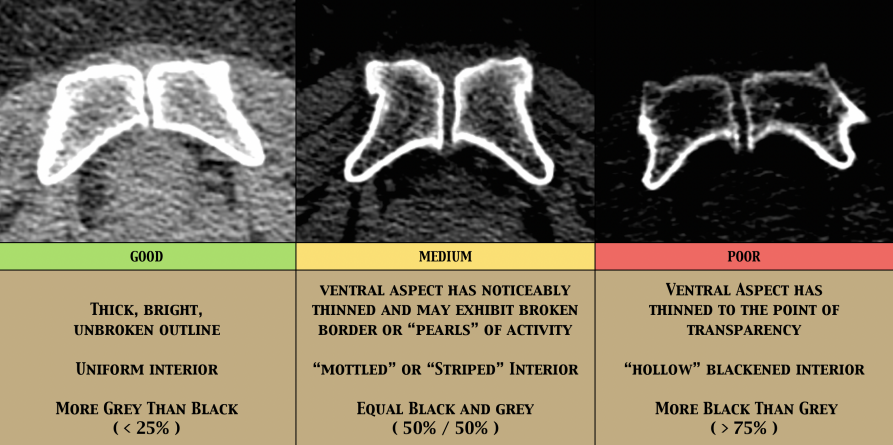 GOOD
Thick, bright,
unbroken outline
Uniform interior
More Grey Than Black
( < 25% )
MEDIUM
ventral aspect has noticeably
thinned and may exhibit broken
border or “pearls” of activity
“mottled” or “Striped” Interior
Equal Black and grey
( 50% / 50% )
POOR
Ventral Aspect has
thinned to the point of
transparency
“hollow” blackened interior
More Black Than Grey
( > 75% )